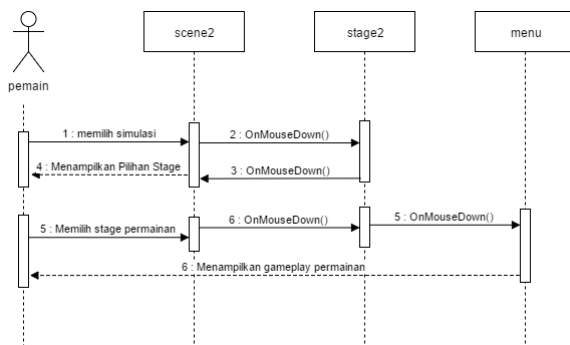 scene2
stage2
menu
pemain
1 : memilih simulasi
2 : OnMouseDown()
4 : Menampilkan Pilihan Stage
3 : OnMouseDown()
5 : Memilih stage permainan
6 : OnMouseDown()
5 : OnMouseDown()
6 : Menampilkan gameplay permainan